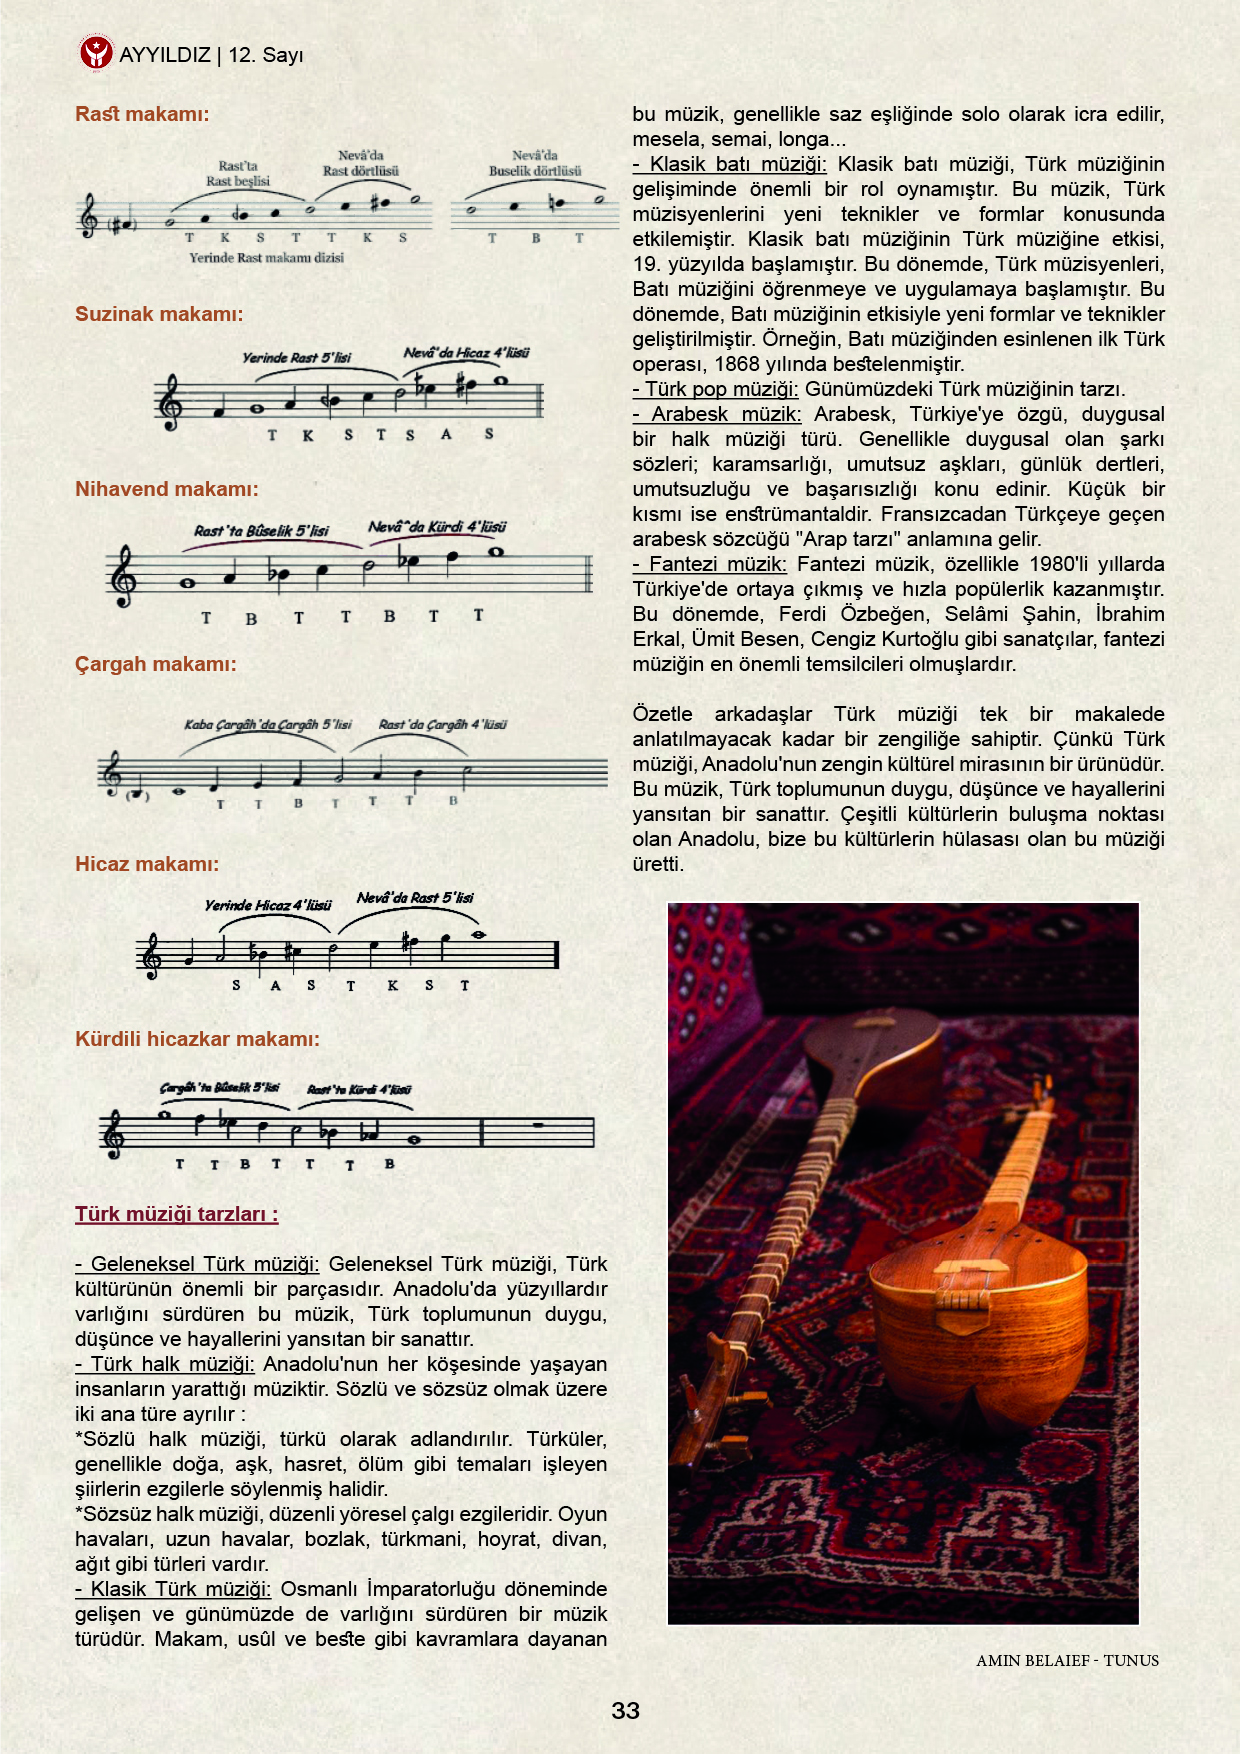 AYYILDIZ | 12. Sayı
Rast makamı:
Rast'ta
Rast beşlisi
Nevâ'da
Rast dörtlüsü
Nevâ'da
Buselik dörtlüsü
T K S T T K S
T B T
Yerinde Rast makamı dizisi
Suzinak makamı:
Yerinde Rast 5'lisi
Nevâ'da Hicaz 4'lüsü
T K S T S A S
Nihavend makamı:
Rast'ta Bûselik 5'lisi
Nevâ'da Kürdi 4'lüsü
T B T T B T T
Çargah makamı:
Kaba Çargâh'da Çargâh 5'lisi
Rast'da Çargâh 4'lüsü
T T B T T T B
Hicaz makamı:
Yerinde Hicaz 4'lüsü
Nevâ'da Rast 5'lisi
S A S T K S T
Kürdili hicazkar makamı:
Çargâh'ta Bûselik 5'lisi
Rast'ta Kürdi 4'lüsü
T T B T T T B
Türk müziği tarzları :
- Geleneksel Türk müziği: Geleneksel Türk müziği, Türk
kültürünün önemli bir parçasıdır. Anadolu'da yüzyıllardır
varlığını sürdüren bu müzik, Türk toplumunun duygu,
düşünce ve hayallerini yansıtan bir sanattır.
- Türk halk müziği: Anadolu'nun her köşesinde yaşayan
insanların yarattığı müziktir. Sözlü ve sözsüz olmak üzere
iki ana türe ayrılır :
*Sözlü halk müziği, türkü olarak adlandırılır. Türküler,
genellikle doğa, aşk, hasret, ölüm gibi temaları işleyen
şiirlerin ezgilerle söylenmiş halidir.
*Sözsüz halk müziği, düzenli yöresel çalgı ezgileridir. Oyun
havaları, uzun havalar, bozlak, türkmani, hoyrat, divan,
ağıt gibi türleri vardır.
- Klasik Türk müziği: Osmanlı İmparatorluğu döneminde
gelişen ve günümüzde de varlığını sürdüren bir müzik
türüdür. Makam, usûl ve beste gibi kavramlara dayanan
bu müzik, genellikle saz eşliğinde solo olarak icra edilir,
mesela, semai, longa...
- Klasik batı müziği: Klasik batı müziği, Türk müziğinin
gelişiminde önemli bir rol oynamıştır. Bu müzik, Türk
müzisyenlerini yeni teknikler ve formlar konusunda
etkilemiştir. Klasik batı müziğinin Türk müziğine etkisi,
19. yüzyılda başlamıştır. Bu dönemde, Türk müzisyenleri,
Batı müziğini öğrenmeye ve uygulamaya başlamıştır. Bu
dönemde, Batı müziğinin etkisiyle yeni formlar ve teknikler
geliştirilmiştir. Örneğin, Batı müziğinden esinlenen ilk Türk
operası, 1868 yılında bestelenmiştir.
- Türk pop müziği: Günümüzdeki Türk müziğinin tarzı.
- Arabesk müzik: Arabesk, Türkiye'ye özgü, duygusal
bir halk müziği türü. Genellikle duygusal olan şarkı
sözleri; karamsarlığı, umutsuz aşkları, günlük dertleri,
umutsuzluğu ve başarısızlığı konu edinir. Küçük bir
kısmı ise enstrümantaldir. Fransızcadan Türkçeye geçen
arabesk sözcüğü "Arap tarzı" anlamına gelir.
- Fantezi müzik: Fantezi müzik, özellikle 1980'li yıllarda
Türkiye'de ortaya çıkmış ve hızla popülerlik kazanmıştır.
Bu dönemde, Ferdi Özbeğen, Selâmi Şahin, İbrahim
Erkal, Ümit Besen, Cengiz Kurtoğlu gibi sanatçılar, fantezi
müziğin en önemli temsilcileri olmuşlardır.
Özetle arkadaşlar Türk müziği tek bir makalede
anlatılmayacak kadar bir zengiliğe sahiptir. Çünkü Türk
müziği, Anadolu'nun zengin kültürel mirasının bir ürünüdür.
Bu müzik, Türk toplumunun duygu, düşünce ve hayallerini
yansıtan bir sanattır. Çeşitli kültürlerin buluşma noktası
olan Anadolu, bize bu kültürlerin hülasası olan bu müziği
üretti.
AMIN BELAIEF - TUNUS
33